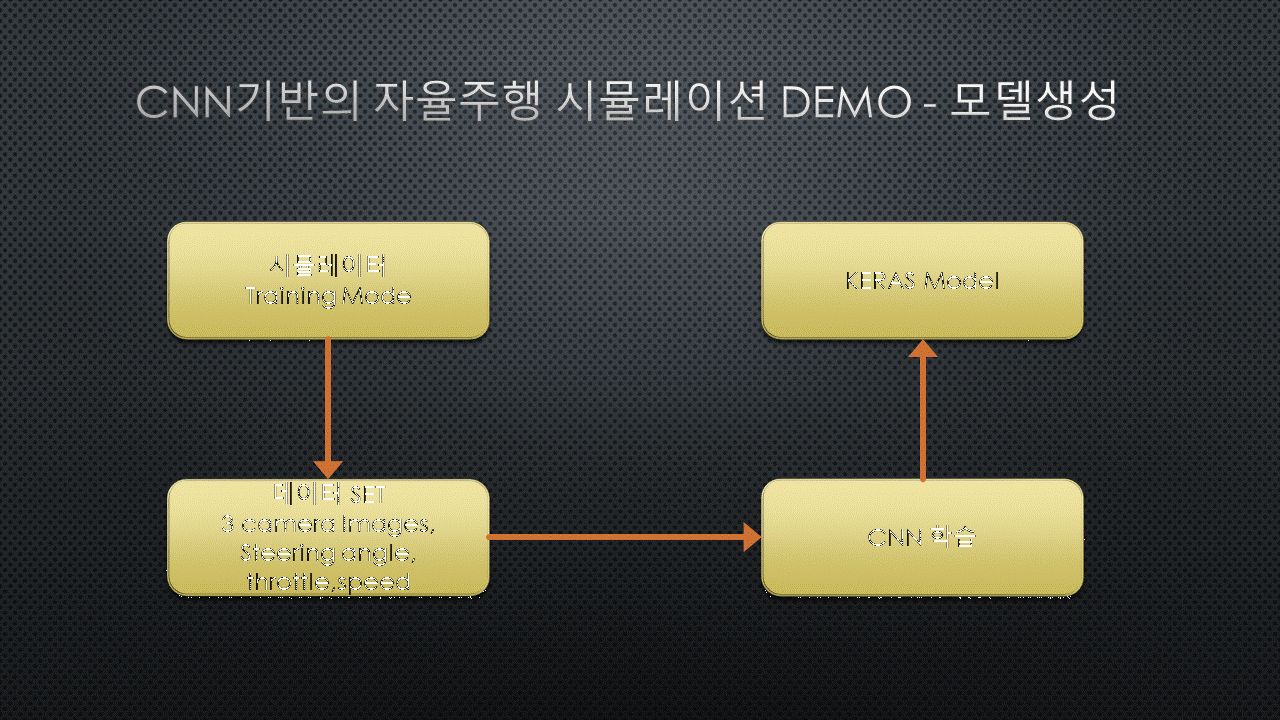 CNN기반의 자율주행 시뮬레이션 DEMO - 모델생성
시뮬레이터
Training Mode
데이터 SET
3 camera Images,
Steering angle,
throttle,speed
CNN 학습
KERAS Model